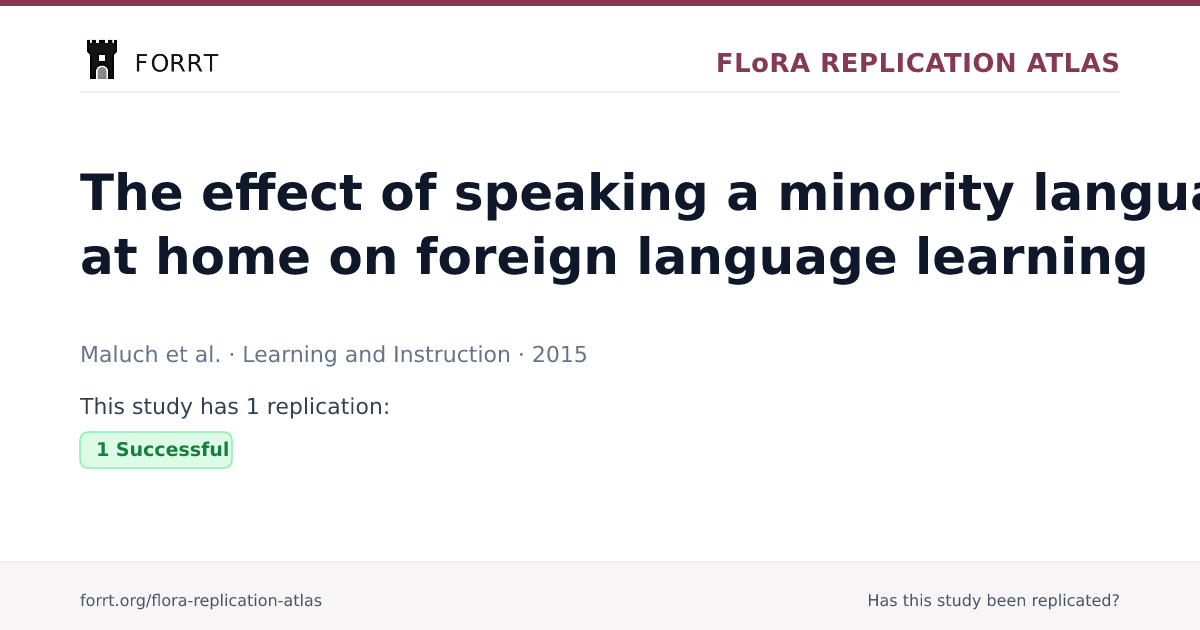 FORRT
FLoRA REPLICATION ATLAS
The effect of speaking a minority langua
at home on foreign language learning
Maluch et al. · Learning and Instruction · 2015
This study has 1 replication:
1 Successful
forrt.org/flora-replication-atlas
Has this study been replicated?